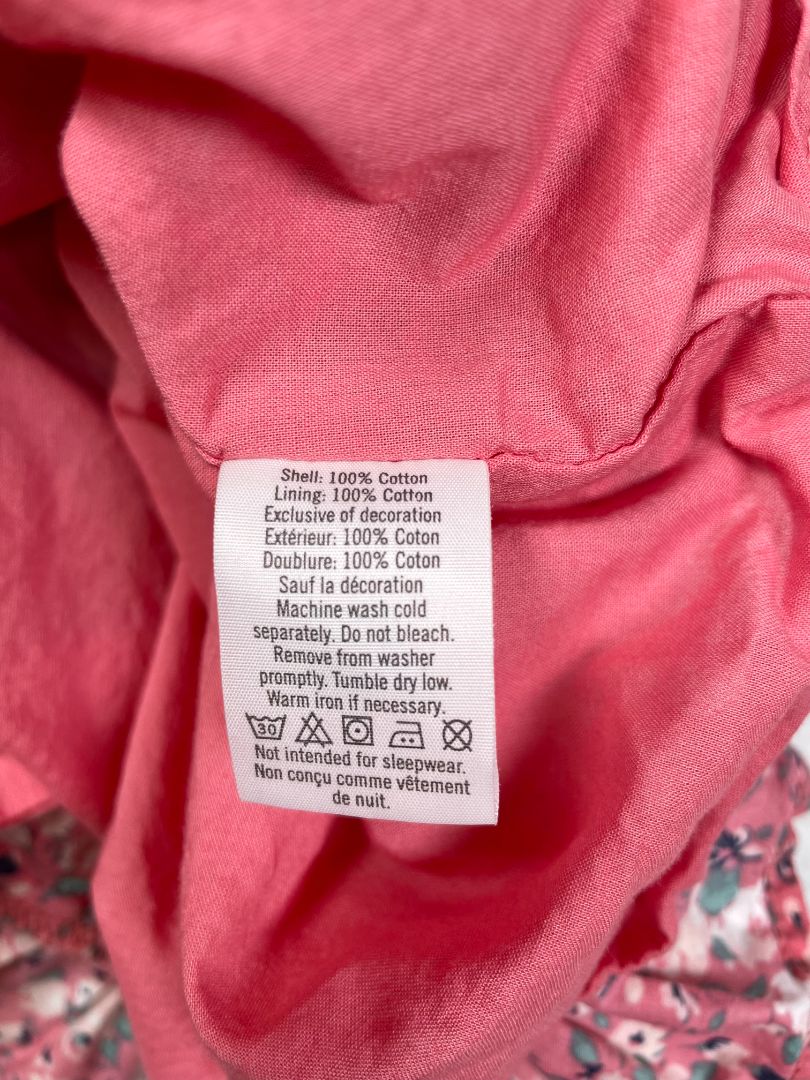 Shell: 100% Cotton
Lining: 100% Cotton
Exclusive of decoration
Extérieur: 100% Coton
Doublure: 100% Coton
Sauf la décoration
Machine wash cold
separately. Do not bleach.
Remove from washer
promptly. Tumble dry low.
Warm iron if necessary.
30
Not intended for sleepwear.
Non conçu comme vêtement
de nuit.